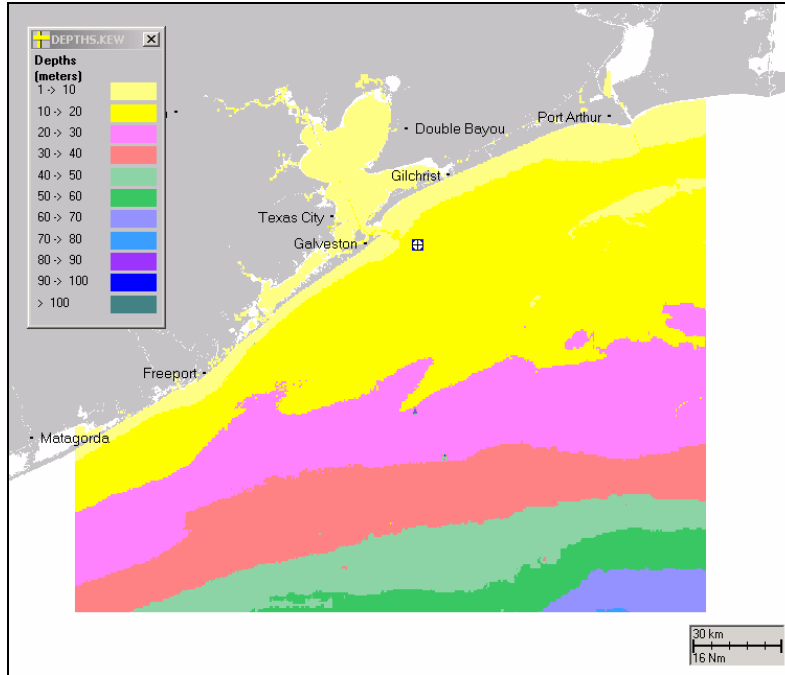 DEPTHS.KEW
Depths
(meters)
1 -> 10
10 -> 20
20 -> 30
30 -> 40
40 -> 50
50 -> 60
60 -> 70
70 -> 80
80 -> 90
90 -> 100
> 100
Double Bayou
Port Arthur
Gilchrist
Texas City
Galveston
Freeport
Matagorda
30 km
16 Nm